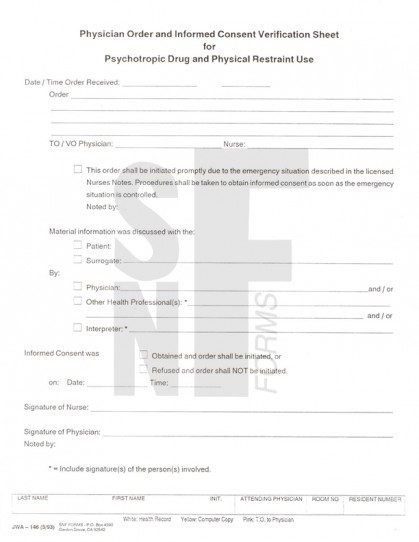 Physician Order and Informed Consent Verification Sheet
for
Psychotropic Drug and Physical Restraint Use
Date / Time Order Received:
Order
TO / VO Physician: Nurse:
This order shall be initiated promptly due to the emergency situation described in the licensed
Nurses Notes. Procedures shall be taken to obtain informed consent as soon as the emergency
situation is controlled.
Noted by:
Material information was discussed with the:
Patient:
Surrogate:
By:
Physician: and / or
Other Health Professional(s): *
and / or
Interpreter: *
Informed Consent was
Obtained and order shall be initiated, or
Refused and order shall NOT be initiated.
on: Date: Time:
Signature of Nurse:
Signature of Physician:
Noted by:
* = Include signature(s) of the person(s) involved.
LAST NAME FIRST NAME INIT. ATTENDING PHYSICIAN ROOM NO RESIDENT NUMBER
White: Health Record Yellow: Computer Copy Pink: T.O. to Physician
JWA - 146 (5/93) SNF FORMS - P.O. Box
Garden Grove, CA
SNF
FORMS